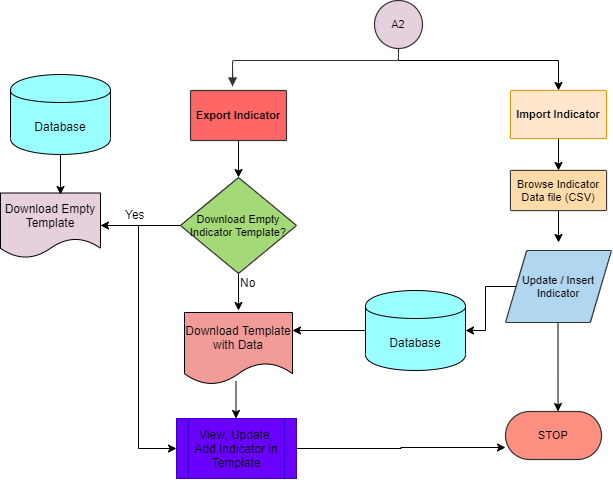 A2
Export Indicator
Import Indicator
Database
Browse Indicator
Data file (CSV)
Download Empty
Template
Yes
Download Empty
Indicator Template?
No
Update / Insert
Indicator
Download Template
with Data
Database
View, Update,
Add Indicator in
Template
STOP